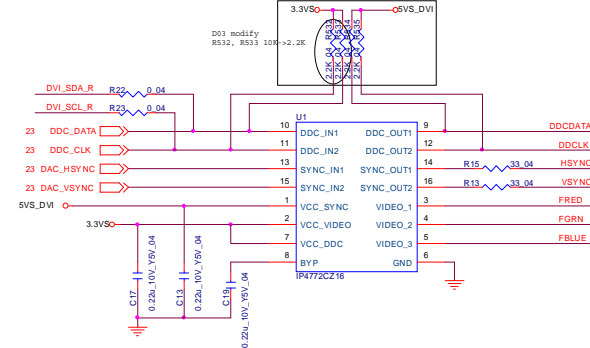 3.3VS
5VS_DVI
D03 modify
R532, R533 10K->2.2K
R532
R533
R534
R535
2.2K_04
2.2K_04
2.2K_04
2.2K_04
DVI_SDA_R
R22
0_04
DVI_SCL_R
R23
0_04
U1
23 DDC_DATA
10
DDC_IN1
DDC_OUT1
9
DDCDATA
23 DDC_CLK
11
DDC_IN2
DDC_OUT2
12
DDCLK
23 DAC_HSYNC
13
SYNC_IN1
SYNC_OUT1
14
R15
33_04
HSYNC
23 DAC_VSYNC
15
SYNC_IN2
SYNC_OUT2
16
R13
33_04
VSYNC
5VS_DVI
1
VCC_SYNC
VIDEO_1
3
FRED
3.3VS
2
VCC_VIDEO
VIDEO_2
4
FGRN
7
VCC_DDC
VIDEO_3
5
FBLUE
8
BYP
GND
6
IP4772CZ16
C17
0.22u_10V_Y5V_04
C13
0.22u_10V_Y5V_04
C19
0.22u_10V_Y5V_04